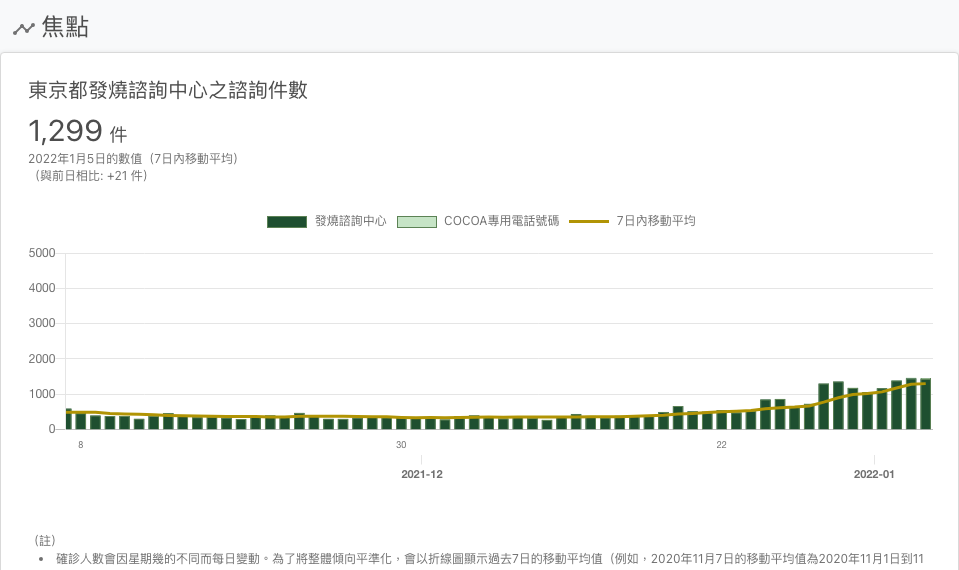 焦點
東京都發燒諮詢中心之諮詢件數
1,299 件
2022年1月5日的數值（7日內移動平均）
（與前日相比: +21 件）
發燒諮詢中心 COCOA專用電話號碼 7日內移動平均
5000
4000
3000
2000
1000
0
8 30 22
2021-12 2022-01
（註）
• 確診人數會因星期幾的不同而每日變動。為了將整體傾向平準化，會以折線圖顯示過去7日的移動平均值（例如，2020年11月7日的移動平均值為2020年11月1日到11